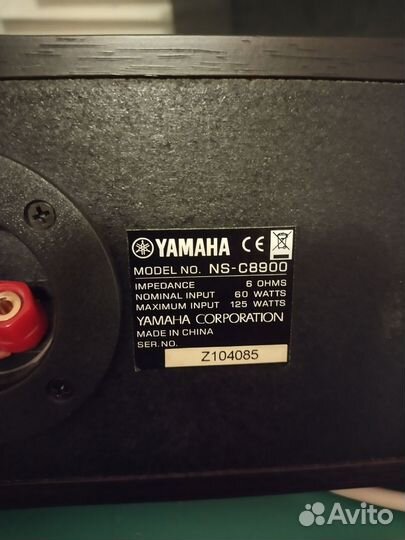 YAMAHA CE
MODEL NO. NS-C8900
IMPEDANCE 6 OHMS
NOMINAL INPUT 60 WATTS
MAXIMUM INPUT 125 WATTS
YAMAHA CORPORATION
MADE IN CHINA
SER.NO.
Z104085
Avito